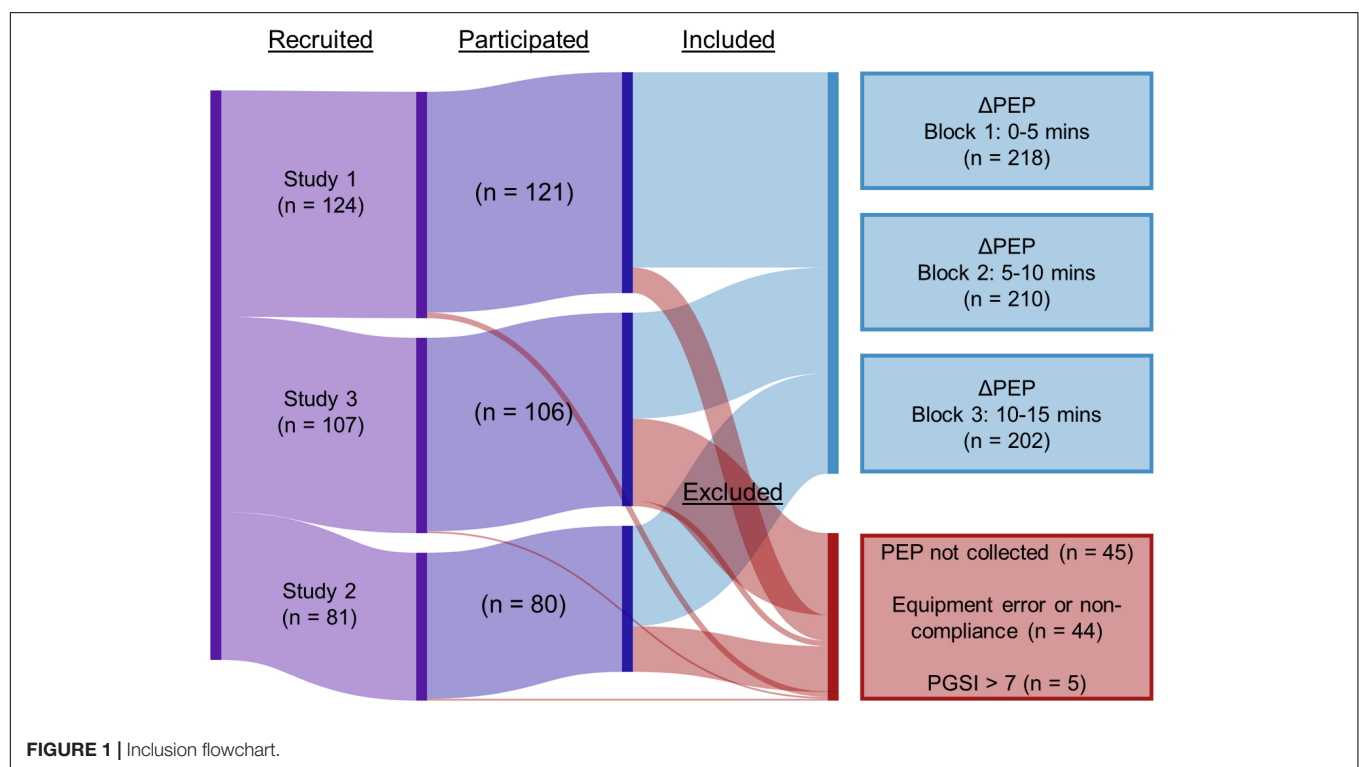 Recruited
Participated
Included
Study 1
(n = 124)
(n = 121)
ΔPEP
Block 1: 0-5 mins
(n = 218)
ΔPEP
Block 2: 5-10 mins
(n = 210)
Study 3
(n = 107)
(n = 106)
ΔPEP
Block 3: 10-15 mins
(n = 202)
Excluded
Study 2
(n = 81)
(n = 80)
PEP not collected (n = 45)
Equipment error or non-
compliance (n = 44)
PGSI > 7 (n = 5)
FIGURE 1 | Inclusion flowchart.